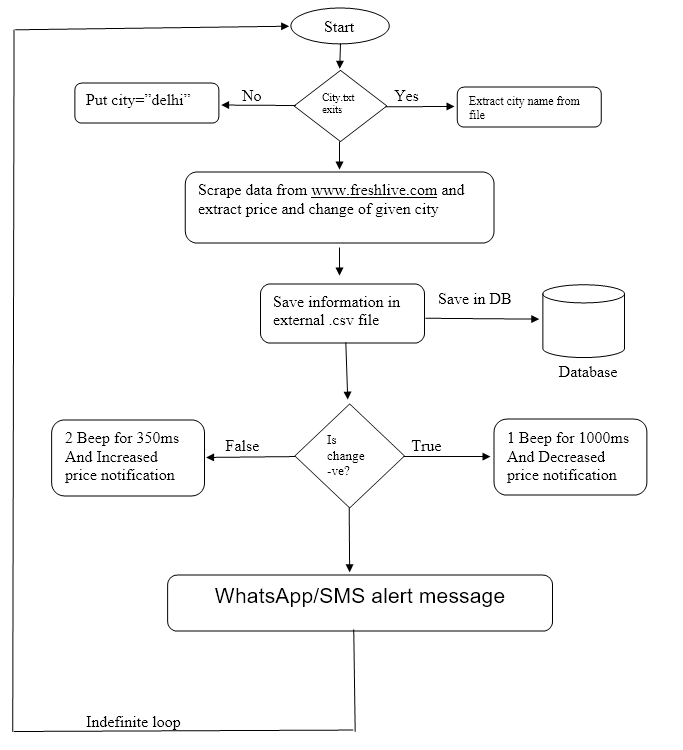 Start
City.txt
exits
No
Yes
Put city=”delhi”
Extract city name from
file
Scrape data from www.freshlive.com and
extract price and change of given city
Save information in
external .csv file
Save in DB
Database
Is
change
-ve?
False
True
2 Beep for 350ms
And Increased
price notification
1 Beep for 1000ms
And Decreased
price notification
WhatsApp/SMS alert message
Indefinite loop